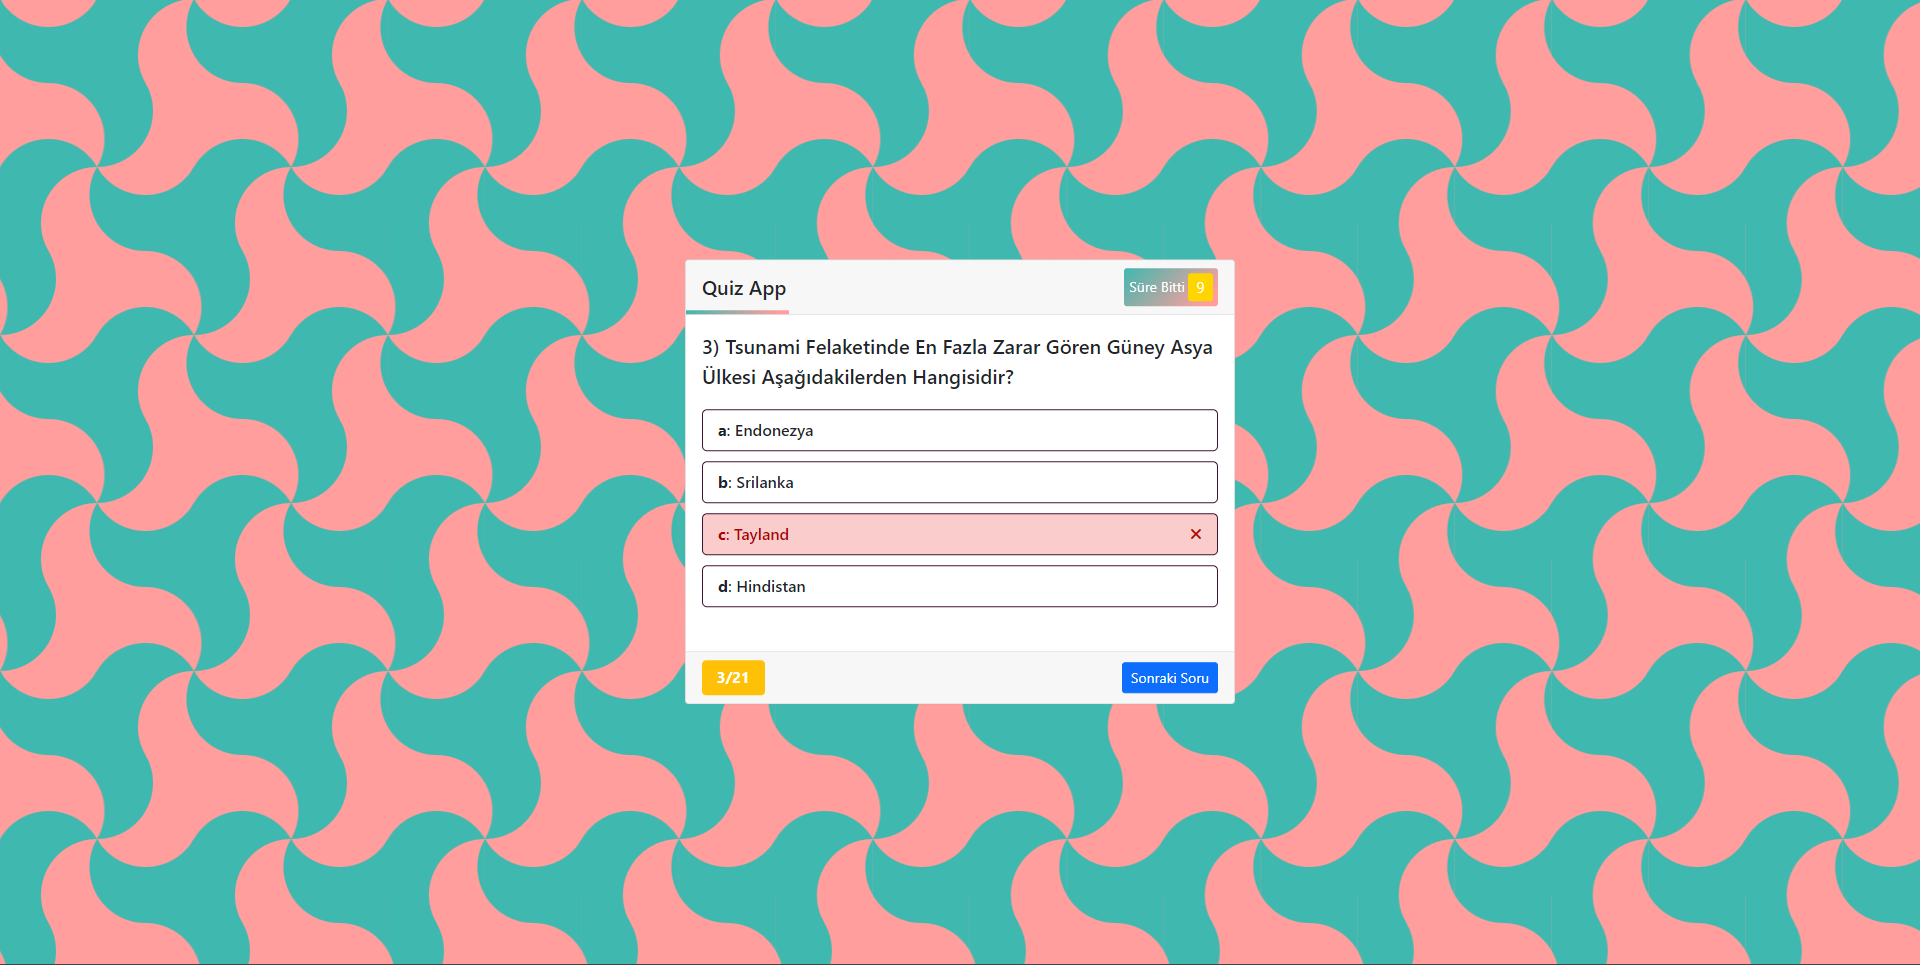 Quiz App
Süre Bitti 9
3) Tsunami Felaketinde En Fazla Zarar Gören Güney Asya
Ülkesi Aşağıdakilerden Hangisidir?
a: Endonezya
b: Srilanka
c: Tayland
d: Hindistan
3/21
Sonraki Soru